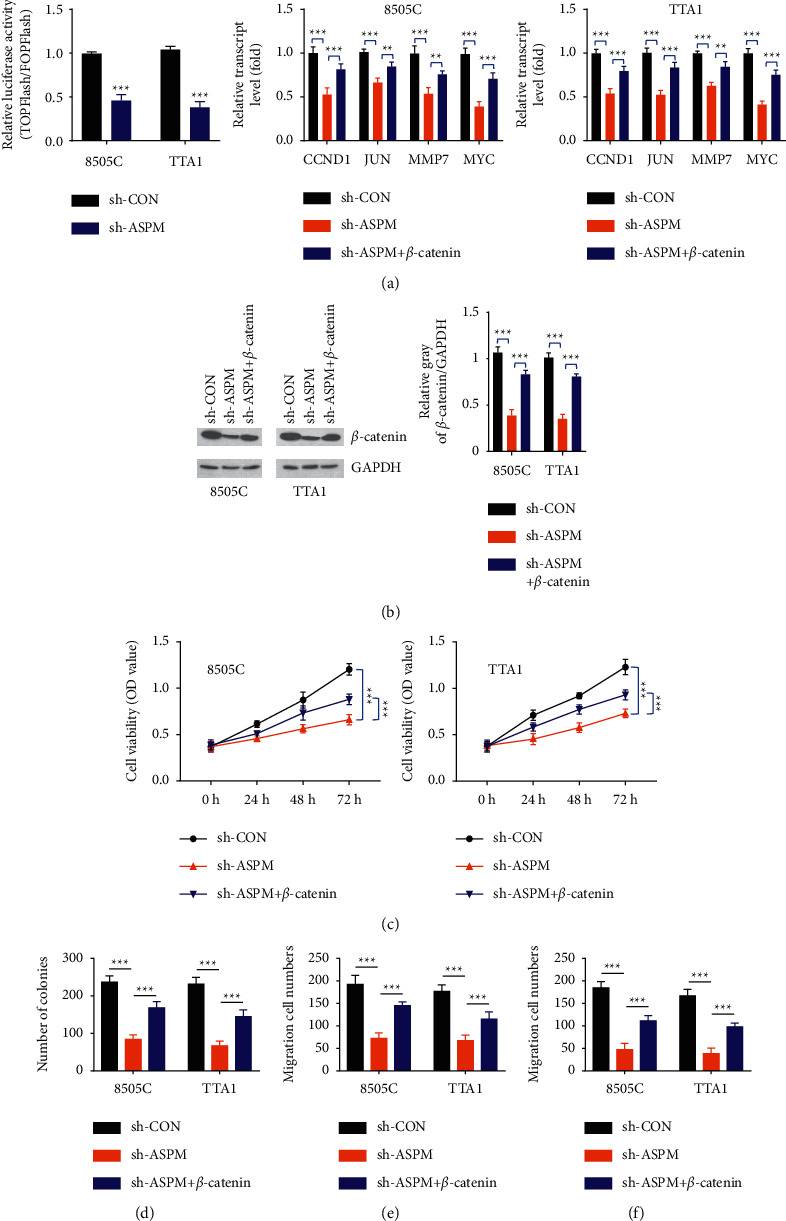 Relative luciferase activity
(TOPFlash/FOPFlash)
1.5
1.0
0.5
0.0
***
***
8505C
TTA1
sh-CON
sh-ASPM
8505C
Relative transcript
level (fold)
1.5
1.0
0.5
0.0
*** *** *** ** *** ** *** ***
CCND1 JUN MMP7 MYC
sh-CON
sh-ASPM
sh-ASPM+β-catenin
TTA1
Relative transcript
level (fold)
1.5
1.0
0.5
0.0
*** *** *** ** *** ** *** ***
CCND1 JUN MMP7 MYC
sh-CON
sh-ASPM
sh-ASPM+β-catenin
(a)
sh-CON
sh-ASPM
sh-ASPM+β-catenin
sh-CON
sh-ASPM
sh-ASPM+β-catenin
β-catenin
GAPDH
8505C TTA1
Relative gray
of β-catenin/GAPDH
1.5
1
0.5
0
*** *** *** ***
8505C TTA1
sh-CON
sh-ASPM
sh-ASPM
+β-catenin
(b)
Cell viability (OD value)
1.5
1.0
0.5
0.0
8505C
*** ***
0 h 24 h 48 h 72 h
sh-CON
sh-ASPM
sh-ASPM+β-catenin
Cell viability (OD value)
1.5
1.0
0.5
0.0
TTA1
*** ***
0 h 24 h 48 h 72 h
sh-CON
sh-ASPM
sh-ASPM+β-catenin
(c)
Number of colonies
300
200
100
0
*** *** *** ***
8505C TTA1
sh-CON
sh-ASPM
sh-ASPM+β-catenin
(d)
Migration cell numbers
250
200
150
100
50
0
*** *** *** ***
8505C TTA1
sh-CON
sh-ASPM
sh-ASPM+β-catenin
(e)
Migration cell numbers
250
200
150
100
50
0
*** *** *** ***
8505C TTA1
sh-CON
sh-ASPM
sh-ASPM+β-catenin
(f)